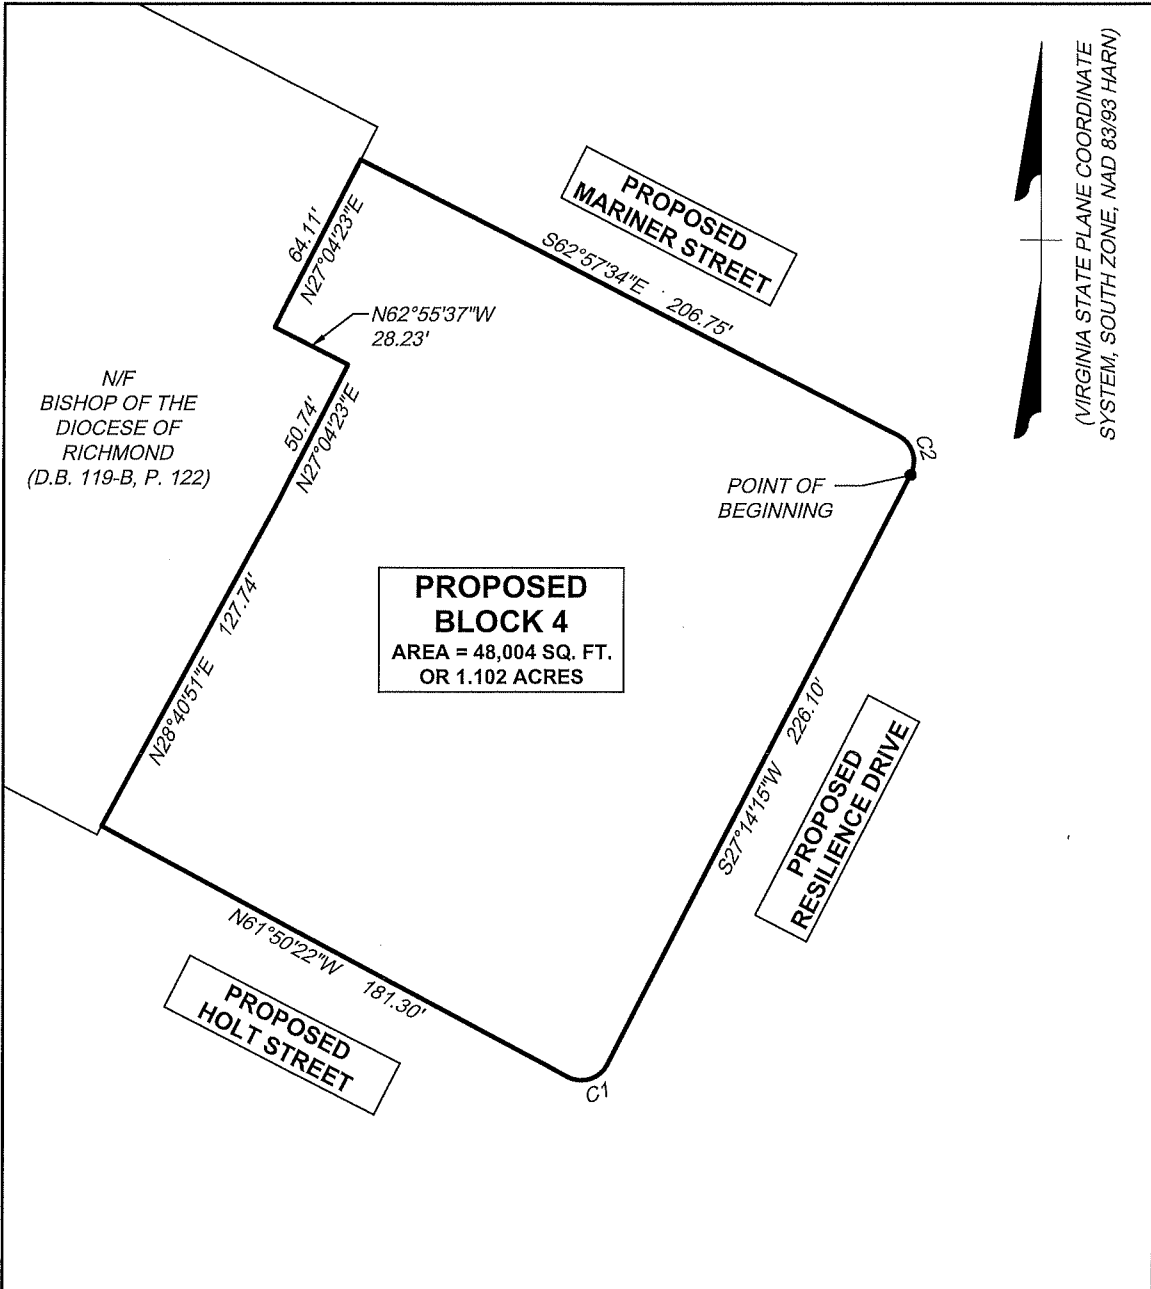 (VIRGINIA STATE PLANE COORDINATE
SYSTEM, SOUTH ZONE, NAD 83/93 HARN)
PROPOSED
MARINER STREET
S62°57'34"E 206.75'
64.11'
N27°04'23"E
N62°55'37"W
28.23'
N/F
BISHOP OF THE
DIOCESE OF
RICHMOND
(D.B. 119-B, P. 122)
50.74'
N27°04'23"E
C2
POINT OF
BEGINNING
PROPOSED
BLOCK 4
AREA = 48,004 SQ. FT.
OR 1.102 ACRES
N28°40'51"E 127.74'
S27°14'15"W 226.10'
PROPOSED
RESILIENCE DRIVE
N61°50'22"W 181.30'
PROPOSED
HOLT STREET
C1